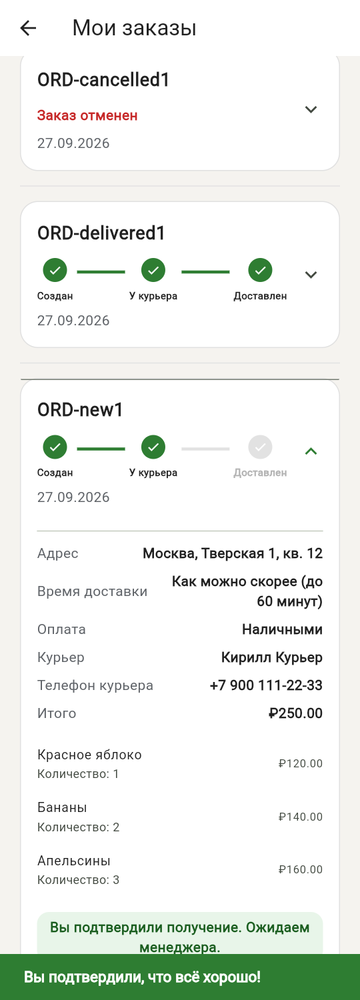 Мои заказы
ORD-cancelled1
Заказ отменен
27.09.2026
ORD-delivered1
Создан У курьера Доставлен
27.09.2026
ORD-new1
Создан У курьера Доставлен
27.09.2026
Адрес Москва, Тверская 1, кв. 12
Время доставки Как можно скорее (до
60 минут)
Оплата Наличными
Курьер Кирилл Курьер
Телефон курьера +7 900 111-22-33
Итого ₽250.00
Красное яблоко
Количество: 1 ₽120.00
Бананы
Количество: 2 ₽140.00
Апельсины
Количество: 3 ₽160.00
Вы подтвердили получение. Ожидаем
менеджера.
Вы подтвердили, что всё хорошо!